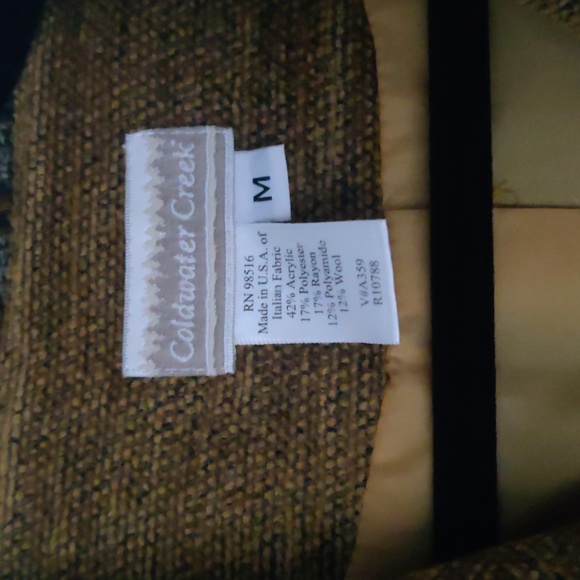 Coldwater Creek
M
RN 98516
Made in U.S.A. of
Italian Fabric
42% Acrylic
17% Polyester
17% Rayon
12% Polyamide
12% Wool
V#A359
R10788